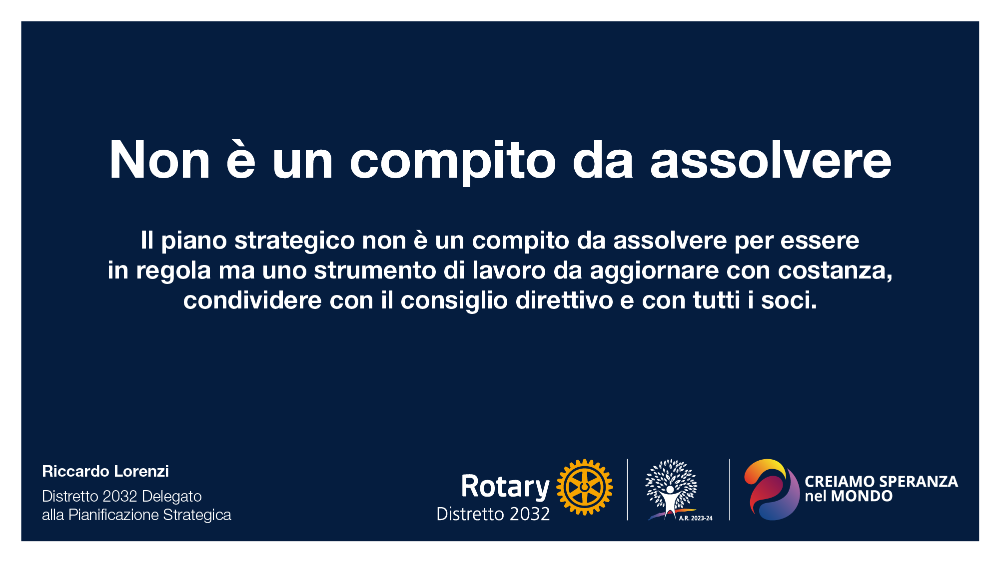 Non è un compito da assolvere
Il piano strategico non è un compito da assolvere per essere
in regola ma uno strumento di lavoro da aggiornare con costanza,
condividere con il consiglio direttivo e con tutti i soci.
Riccardo Lorenzi
Distretto 2032 Delegato
alla Pianificazione Strategica
Rotary
Distretto 2032
A.R. 2023-24
CREIAMO SPERANZA
nel MONDO